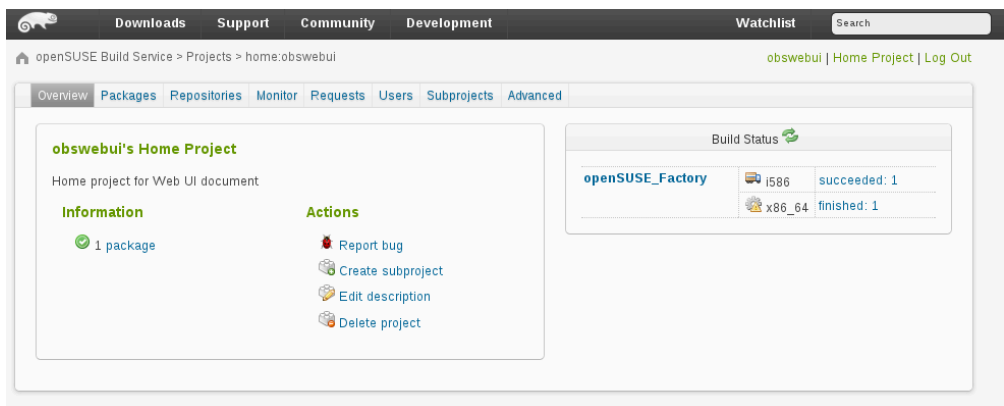 Downloads Support Community Development Watchlist Search
openSUSE Build Service > Projects > home:obswebui obswebui | Home Project | Log Out
Overview Packages Repositories Monitor Requests Users Subprojects Advanced
obswebui's Home Project
Home project for Web UI document
Information
1 package
Actions
Report bug
Create subproject
Edit description
Delete project
Build Status
openSUSE_Factory i586 succeeded: 1
x86_64 finished: 1